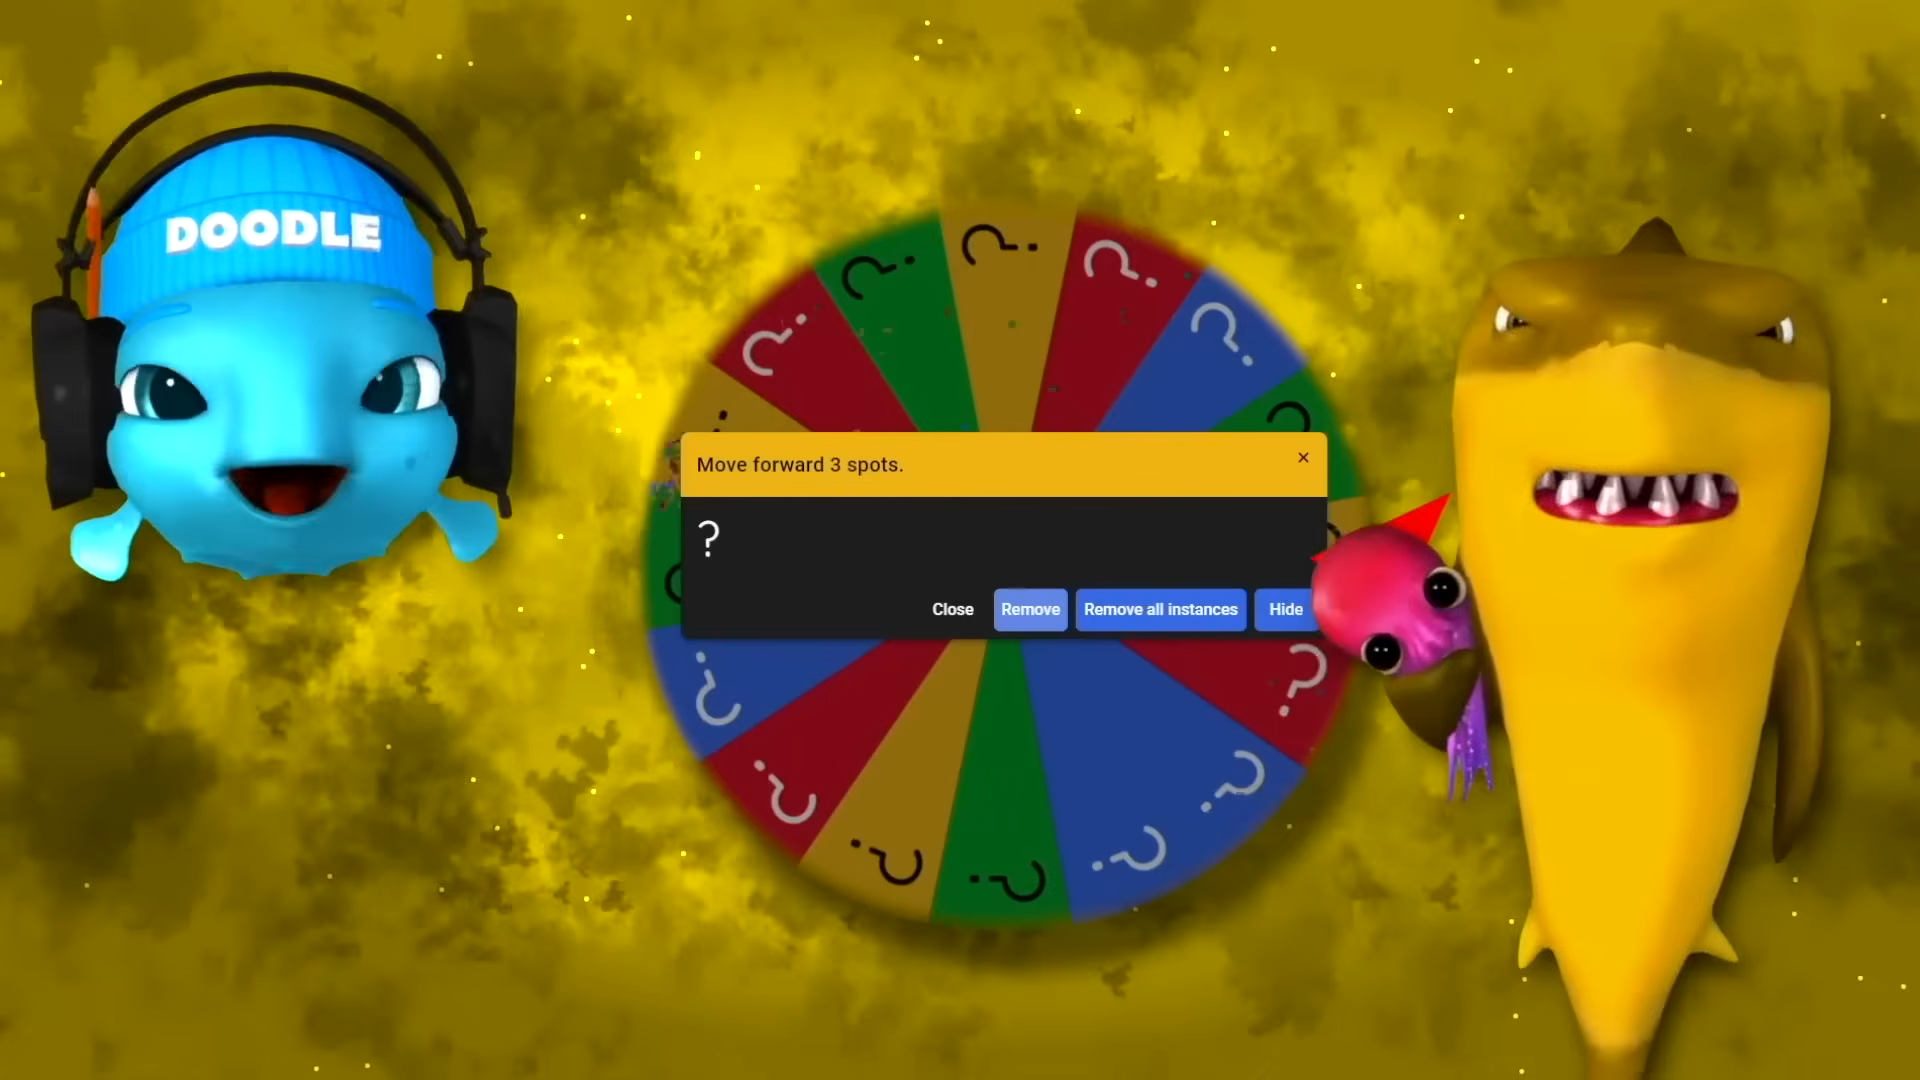 DOODLE
?
?
?
?
?
?
Move forward 3 spots.
×
?
Close
Remove
Remove all instances
Hide
?
?
?
?
?
?
?